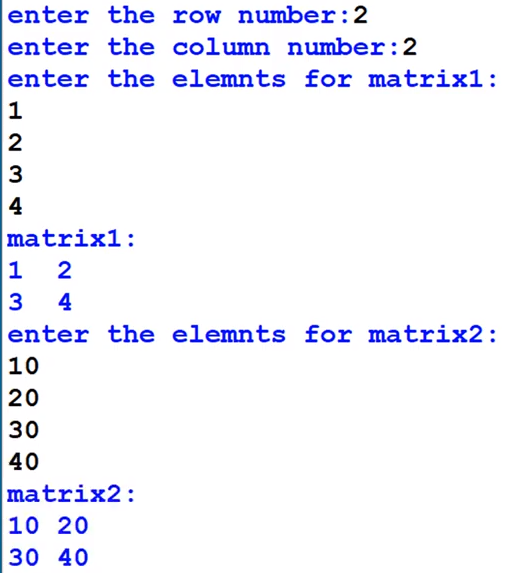 enter the row number:2
enter the column number:2
enter the elemnts for matrix1:
1
2
3
4
matrix1:
1  2
3  4
enter the elemnts for matrix2:
10
20
30
40
matrix2:
10 20
30 40